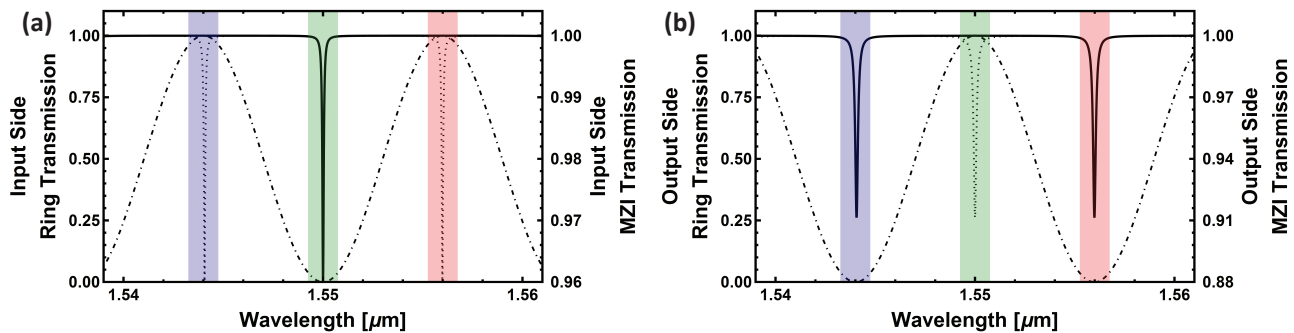 (a)
Input Side
Ring Transmission
1.00
0.75
0.50
0.25
0.00
1.54
1.55
1.56
Wavelength [μm]
1.00
0.99
0.98
0.97
0.96
Input Side
MZI Transmission
(b)
Output Side
Ring Transmission
1.00
0.75
0.50
0.25
0.00
1.54
1.55
1.56
Wavelength [μm]
1.00
0.97
0.94
0.91
0.88
Output Side
MZI Transmission